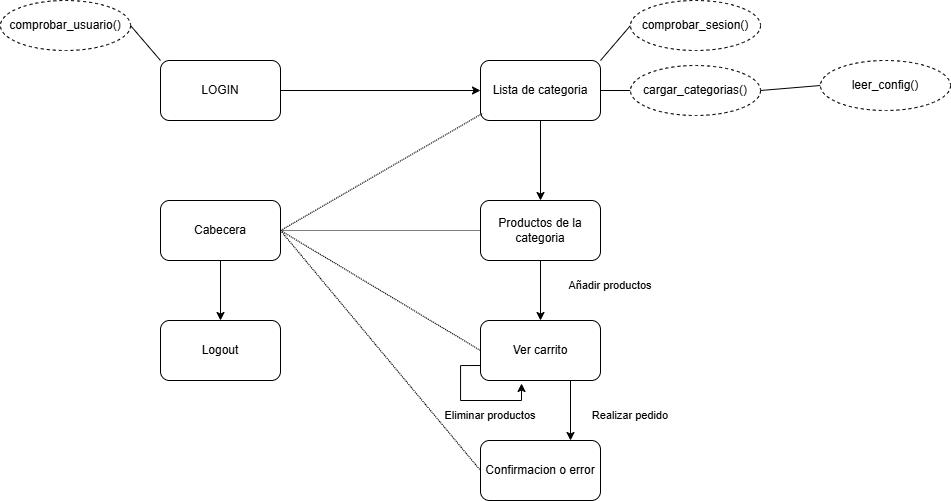 comprobar_usuario()
comprobar_sesion()
LOGIN
Lista de categoria
cargar_categorias()
leer_config()
Cabecera
Productos de la
categoria
Añadir productos
Logout
Ver carrito
Eliminar productos
Realizar pedido
Confirmacion o error